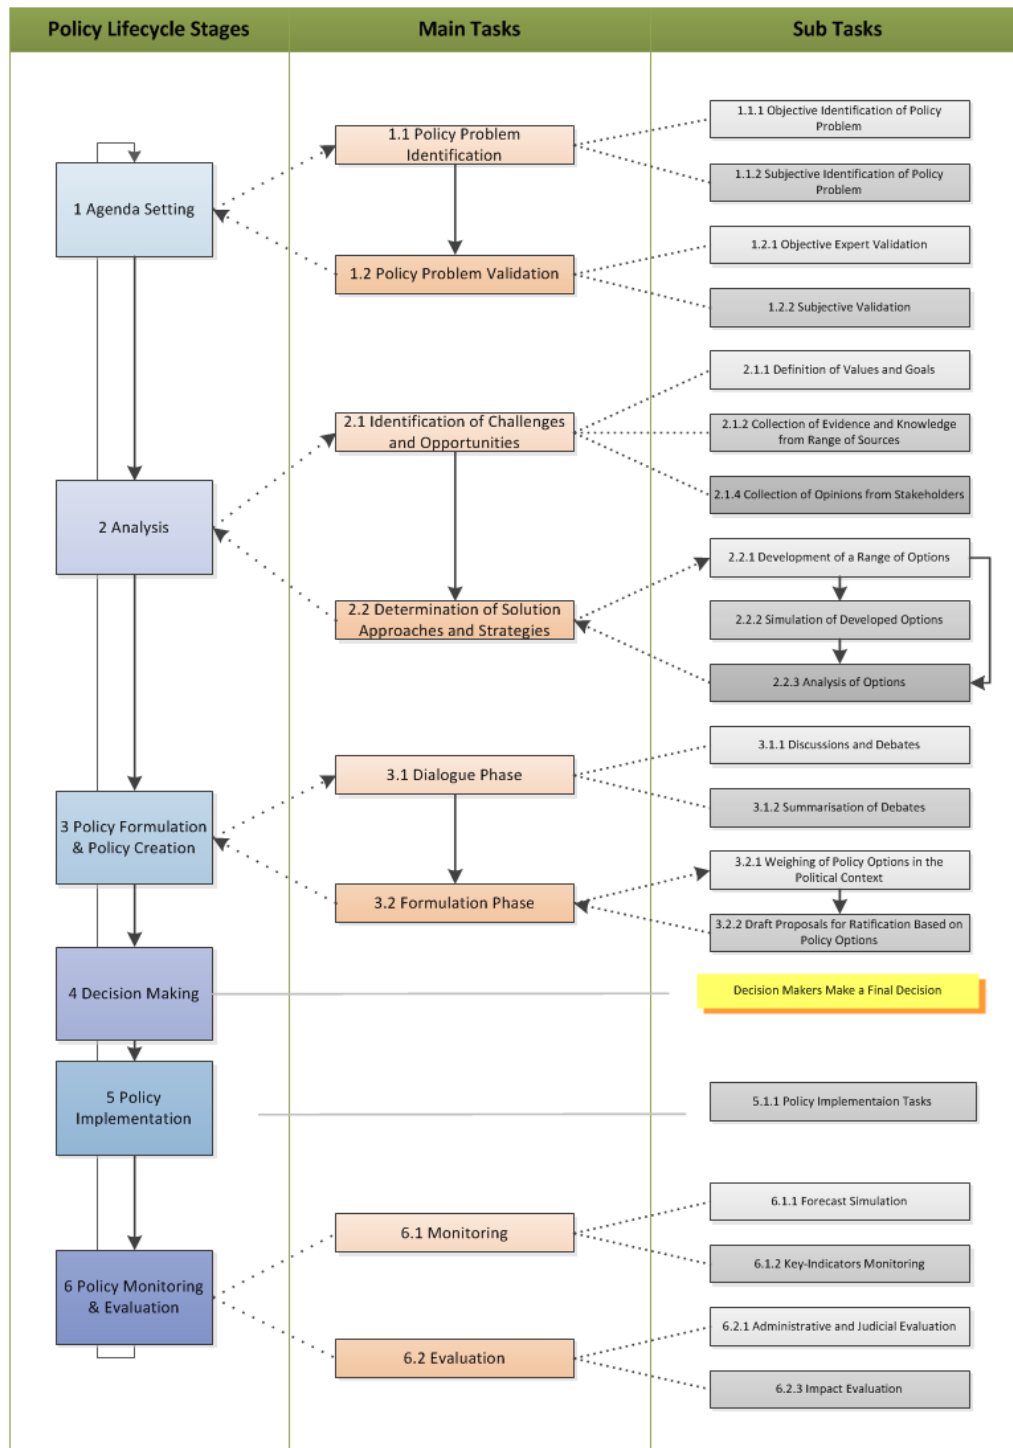 Policy Lifecycle Stages
Main Tasks
Sub Tasks
1 Agenda Setting
1.1 Policy Problem
Identification
1.1.1 Objective Identification of Policy
Problem
1.1.2 Subjective Identification of Policy
Problem
1.2 Policy Problem Validation
1.2.1 Objective Expert Validation
1.2.2 Subjective Validation
2 Analysis
2.1 Identification of Challenges
and Opportunities
2.1.1 Definition of Values and Goals
2.1.2 Collection of Evidence and Knowledge
from Range of Sources
2.1.4 Collection of Opinions from Stakeholders
2.2 Determination of Solution
Approaches and Strategies
2.2.1 Development of a Range of Options
2.2.2 Simulation of Developed Options
2.2.3 Analysis of Options
3 Policy Formulation
& Policy Creation
3.1 Dialogue Phase
3.1.1 Discussions and Debates
3.1.2 Summarisation of Debates
3.2 Formulation Phase
3.2.1 Weighing of Policy Options in the
Political Context
3.2.2 Draft Proposals for Ratification Based on
Policy Options
4 Decision Making
Decision Makers Make a Final Decision
5 Policy
Implementation
5.1.1 Policy Implementaion Tasks
6 Policy Monitoring
& Evaluation
6.1 Monitoring
6.1.1 Forecast Simulation
6.1.2 Key-Indicators Monitoring
6.2 Evaluation
6.2.1 Administrative and Judicial Evaluation
6.2.3 Impact Evaluation